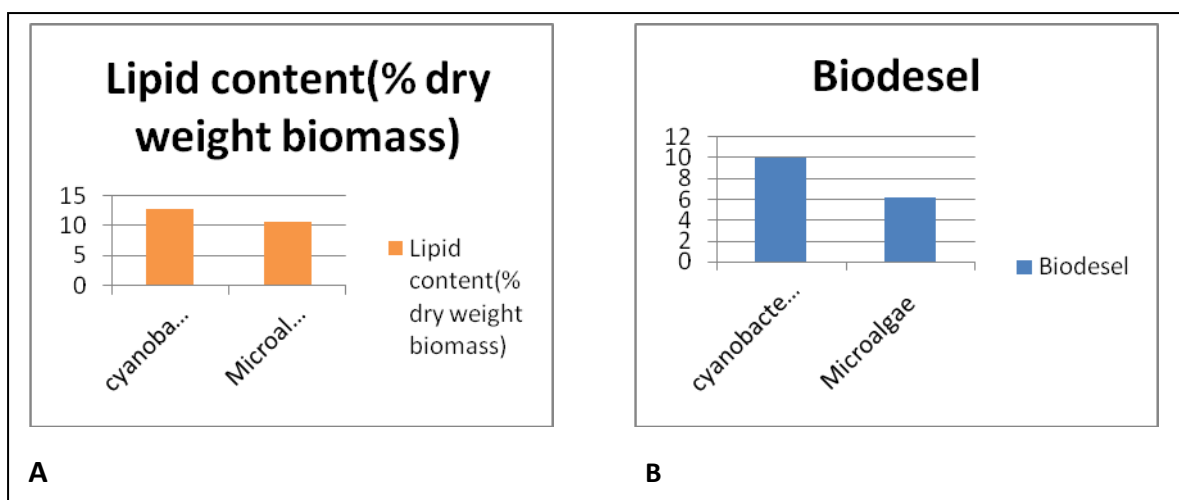 Lipid content(% dry
weight biomass)
15
10
5
0
cyanoba...
Microal...
Lipid
content(%
dry weight
biomass)
A
Biodesel
12
10
8
6
4
2
0
cyanobacte...
Microalgae
Biodesel
B